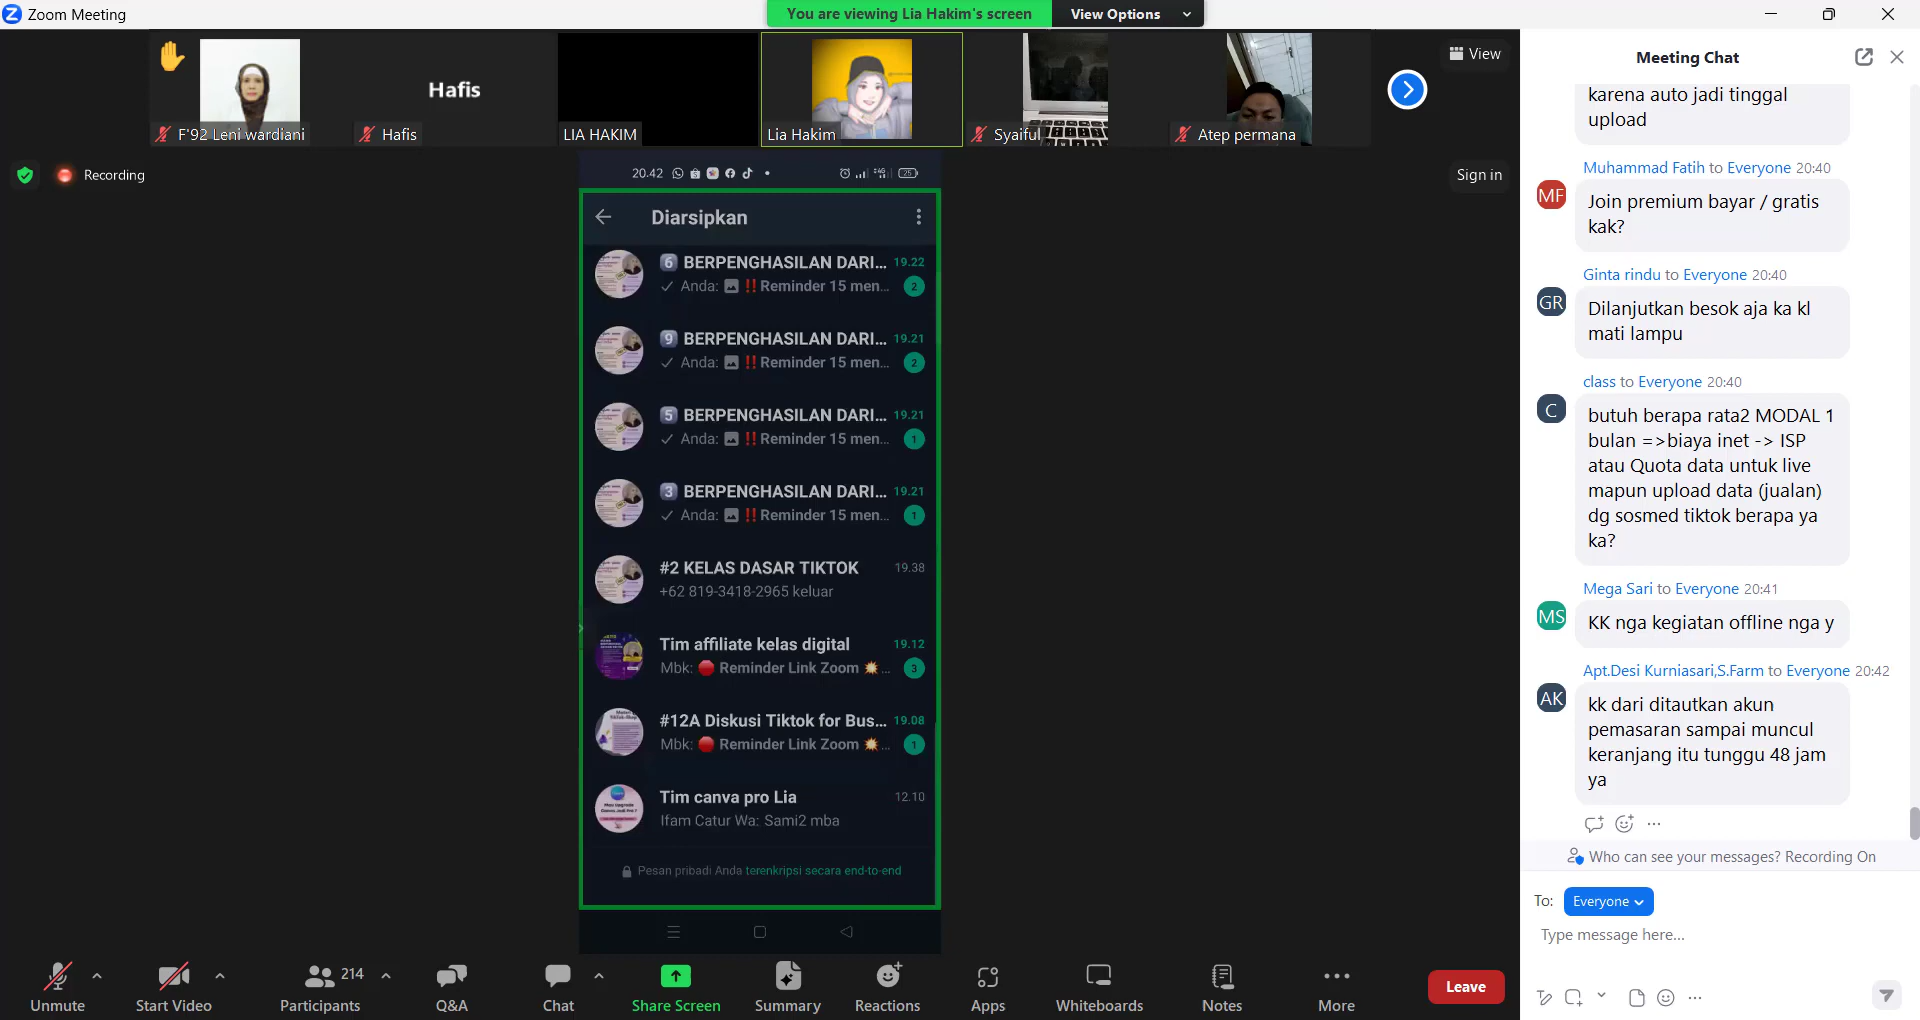 Zoom Meeting
You are viewing Lia Hakim's screen
View Options
F'92 Leni wardiani
Hafis
Hafis
LIA HAKIM
Lia Hakim
Syaiful
Atep permana
View
Recording
Sign in
20.42
25
Diarsipkan
6 BERPENGHASILAN DARI... 19.22
Anda: ‼️Reminder 15 men... 2
9 BERPENGHASILAN DARI... 19.21
Anda: ‼️Reminder 15 men... 2
5 BERPENGHASILAN DARI... 19.21
Anda: ‼️Reminder 15 men... 1
3 BERPENGHASILAN DARI... 19.21
Anda: ‼️Reminder 15 men... 1
#2 KELAS DASAR TIKTOK 19.38
+62 819-3418-2965 keluar
Tim affiliate kelas digital 19.12
Mbk: 🛑 Reminder Link Zoom 💥... 3
#12A Diskusi Tiktok for Bus... 19.08
Mbk: 🛑 Reminder Link Zoom 💥... 1
Tim canva pro Lia 12.10
Ifam Catur Wa: Sami2 mba
Pesan pribadi Anda terenkripsi secara end-to-end
Unmute
Start Video
214
Participants
Q&A
Chat
Share Screen
Summary
Reactions
Apps
Whiteboards
Notes
More
Leave
Meeting Chat
karena auto jadi tinggal
upload
Muhammad Fatih to Everyone 20:40
MF
Join premium bayar / gratis
kak?
Ginta rindu to Everyone 20:40
GR
Dilanjutkan besok aja ka kl
mati lampu
class to Everyone 20:40
C
butuh berapa rata2 MODAL 1
bulan =>biaya inet -> ISP
atau Quota data untuk live
mapun upload data (jualan)
dg sosmed tiktok berapa ya
ka?
Mega Sari to Everyone 20:41
MS
KK nga kegiatan offline nga y
Apt.Desi Kurniasari,S.Farm to Everyone 20:42
AK
kk dari ditautkan akun
pemasaran sampai muncul
keranjang itu tunggu 48 jam
ya
Who can see your messages? Recording On
To: Everyone
Type message here...